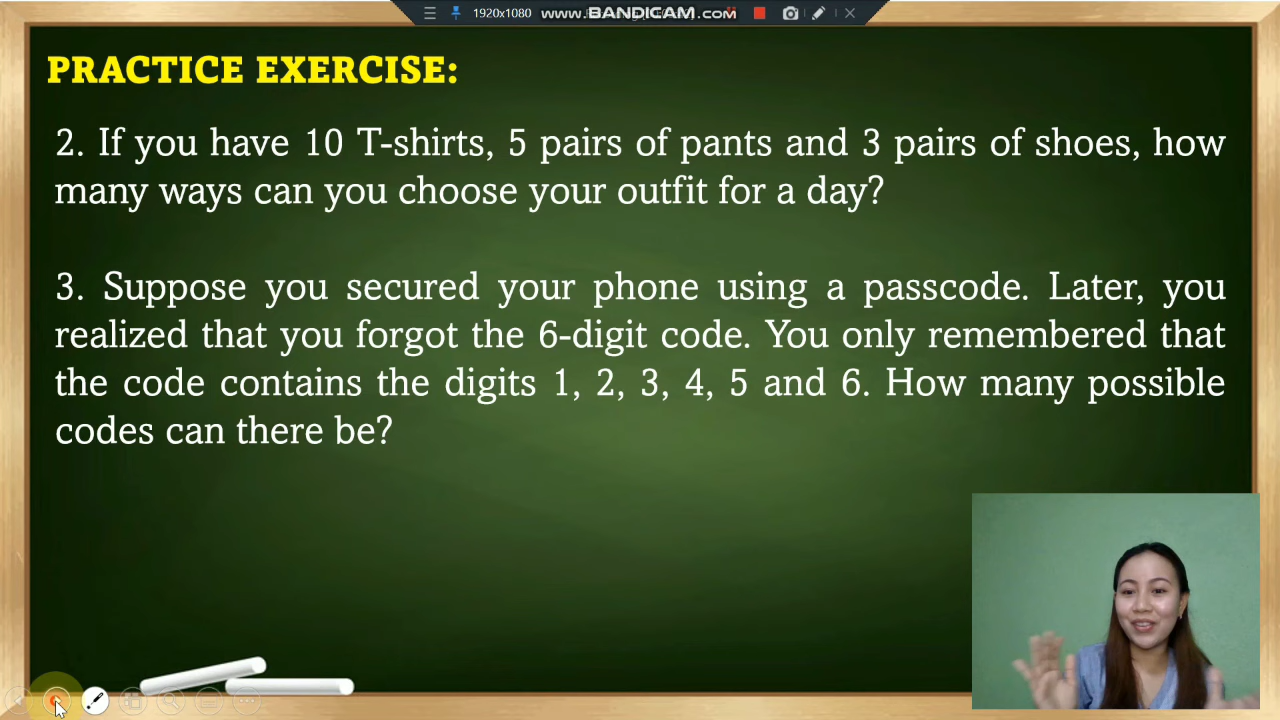 1920x1080 www.BANDICAM.com
PRACTICE EXERCISE:
2. If you have 10 T-shirts, 5 pairs of pants and 3 pairs of shoes, how
many ways can you choose your outfit for a day?
3. Suppose you secured your phone using a passcode. Later, you
realized that you forgot the 6-digit code. You only remembered that
the code contains the digits 1, 2, 3, 4, 5 and 6. How many possible
codes can there be?